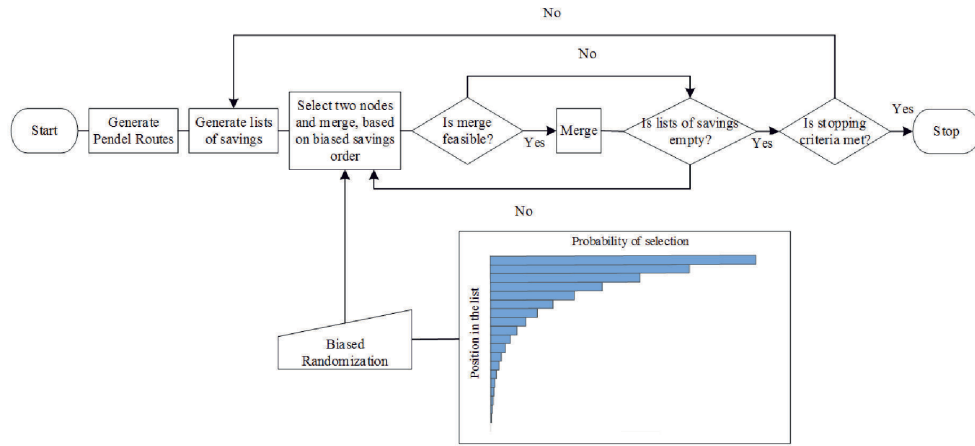 No
No
Start
Generate
Pendel Routes
Generate lists
of savings
Select two nodes
and merge, based
on biased savings
order
Is merge
feasible?
Yes
Merge
Is lists of savings
empty?
Yes
Is stopping
criteria met?
Yes
Stop
No
Probability of selection
Position in the list
Biased
Randomization